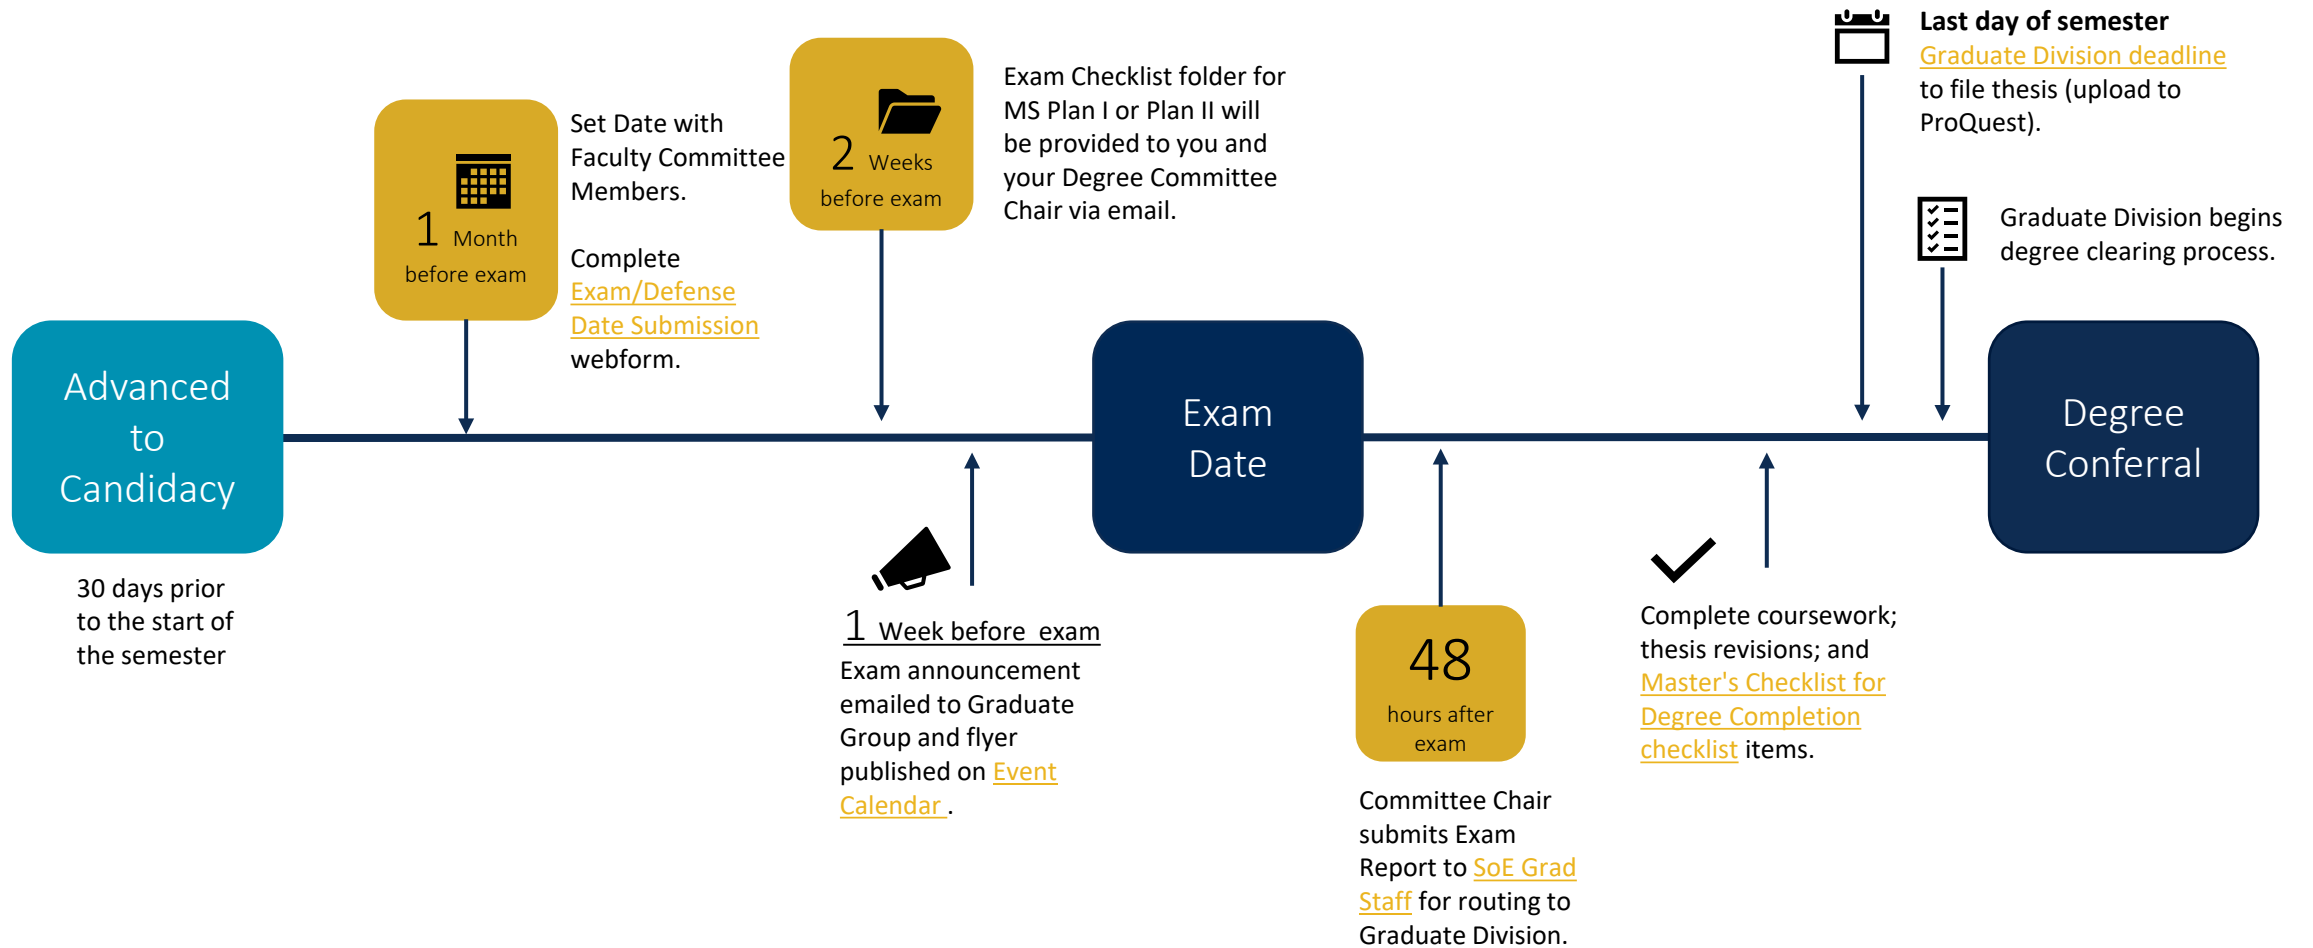 Advanced
to
Candidacy
30 days prior
to the start of
the semester
1 Month
before exam
Set Date with
Faculty Committee
Members.
Complete
Exam/Defense
Date Submission
webform.
2 Weeks
before exam
Exam Checklist folder for
MS Plan I or Plan II will
be provided to you and
your Degree Committee
Chair via email.
1 Week before exam
Exam announcement
emailed to Graduate
Group and flyer
published on Event
Calendar .
Exam
Date
48
hours after
exam
Committee Chair
submits Exam
Report to SoE Grad
Staff for routing to
Graduate Division.
Complete coursework;
thesis revisions; and
Master's Checklist for
Degree Completion
checklist items.
Last day of semester
Graduate Division deadline
to file thesis (upload to
ProQuest).
Graduate Division begins
degree clearing process.
Degree
Conferral